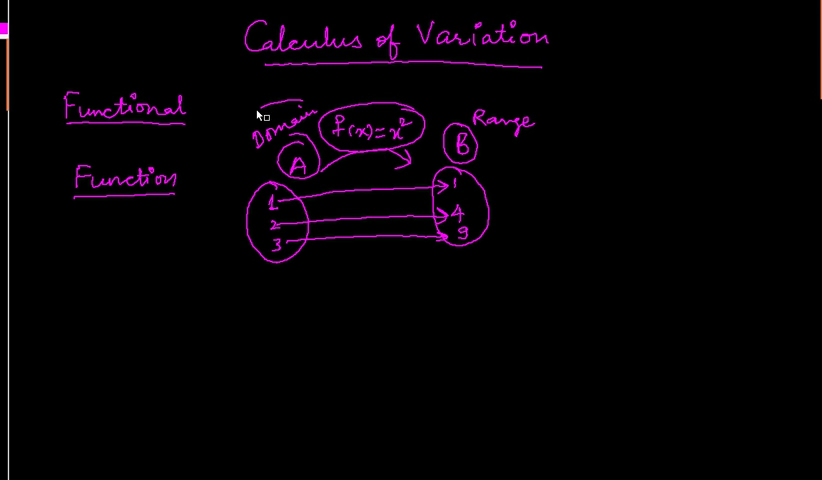 Calculus of Variation
Functional
Domain
f(x)=x²
Range
A
B
Function
1
1
2
4
3
9